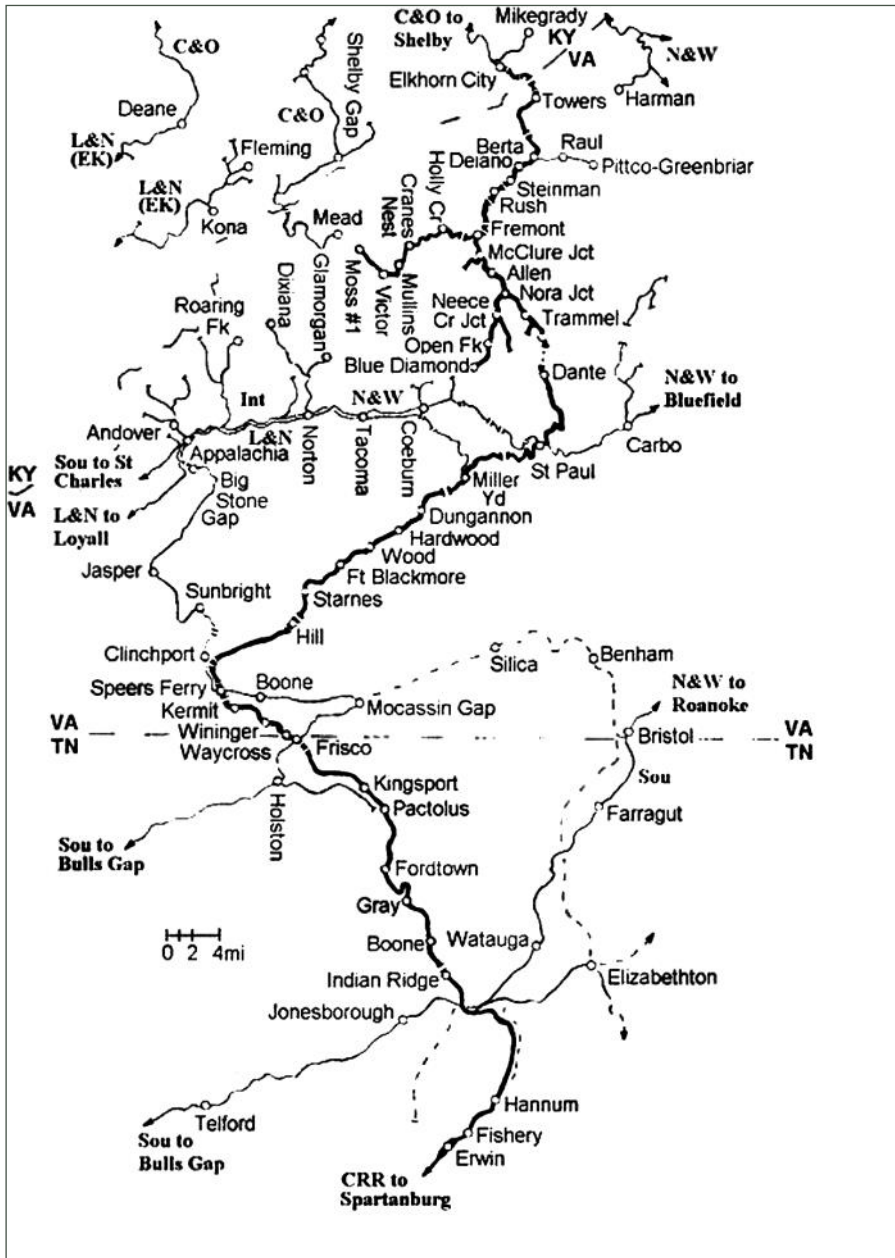 C&O to
Shelby
Mikegrady
KY
VA
C&O
Shelby Gap
N&W
Elkhorn City
Harman
Towers
Deane
C&O
L&N
(EK)
Fleming
Berta
Raul
Delano
Pittco-Greenbriar
Holly Cr
Steinman
L&N
(EK)
Rush
Cranes
Nest
Kona
Mead
Fremont
McClure Jct
Glamorgan
Moss #1
Victor
Mullins
Allen
Dixiana
Nora Jct
Roaring
Fk
Neece
Cr Jct
Trammel
Open Fk
Blue Diamond
Dante
Int
N&W
N&W to
Bluefield
Andover
L&N
Norton
Tacoma
Coeburn
Carbo
Appalachia
St Paul
Sou to St
Charles
KY
VA
Big
Stone
Gap
Miller
Yd
L&N to
Loyall
Dungannon
Hardwood
Wood
Jasper
Ft Blackmore
Sunbright
Starnes
Hill
Clinchport
Silica
Benham
Speers Ferry
Boone
N&W to
Roanoke
Kermit
Mocassin Gap
VA
TN
Wininger
Waycross
Frisco
Bristol
VA
TN
Sou
Kingsport
Holston
Pactolus
Farragut
Sou to
Bulls Gap
Fordtown
Gray
0 2 4mi
Boone
Watauga
Indian Ridge
Elizabethton
Jonesborough
Hannum
Telford
Fishery
Sou to
Bulls Gap
Erwin
CRR to
Spartanburg